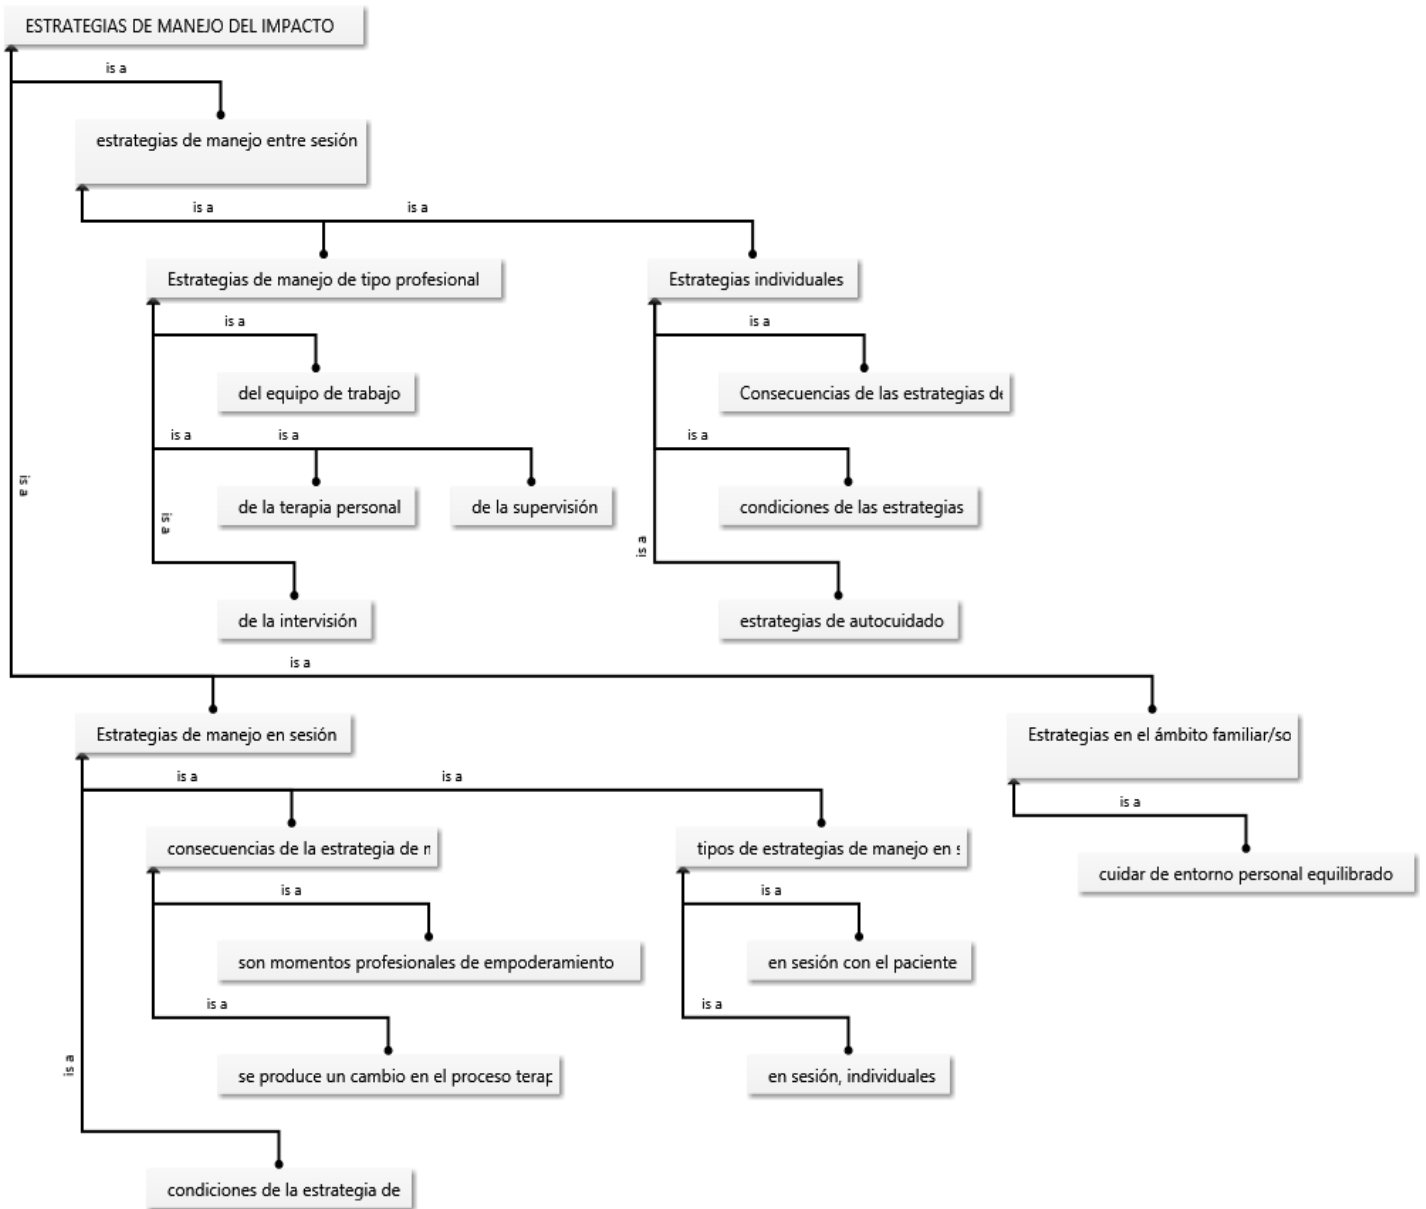 ESTRATEGIAS DE MANEJO DEL IMPACTO
is a
estrategias de manejo entre sesión
is a
is a
Estrategias de manejo de tipo profesional
Estrategias individuales
is a
is a
del equipo de trabajo
Consecuencias de las estrategias de
is a
is a
is a
is a
de la terapia personal
de la supervisión
condiciones de las estrategias
is a
is a
is a
de la intervisión
estrategias de autocuidado
is a
Estrategias de manejo en sesión
Estrategias en el ámbito familiar/so
is a
is a
is a
consecuencias de la estrategia de
tipos de estrategias de manejo en
cuidar de entorno personal equilibrado
is a
is a
son momentos profesionales de empoderamiento
en sesión con el paciente
is a
is a
is a
se produce un cambio en el proceso terap
en sesión, individuales
condiciones de la estrategia de